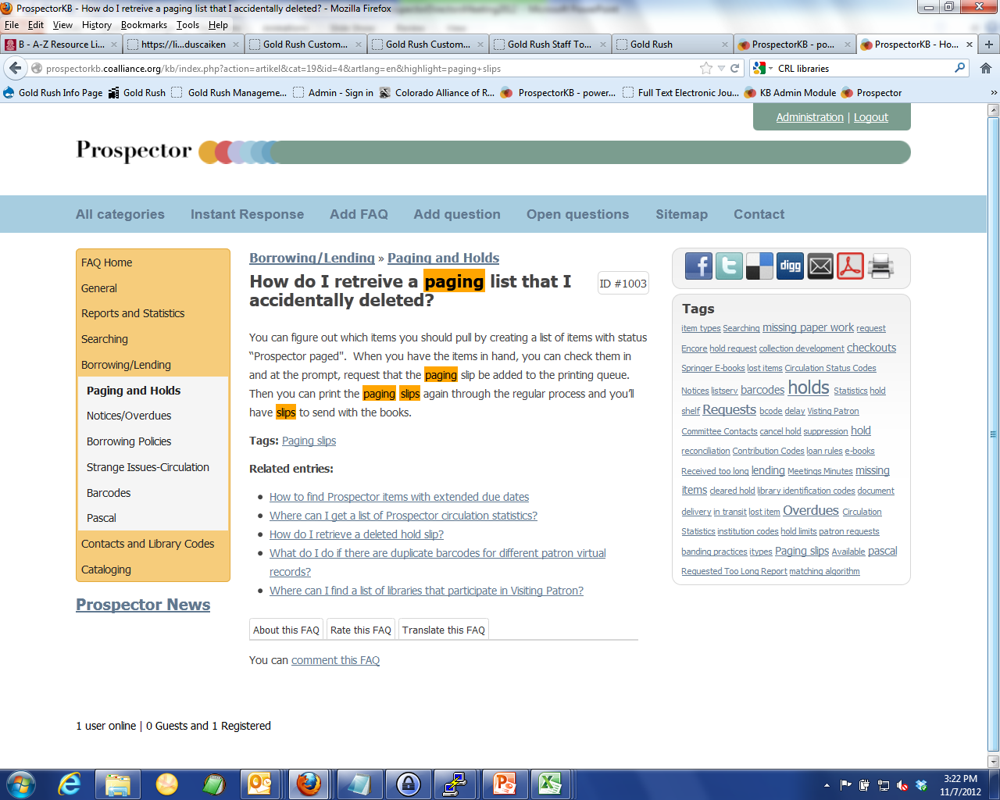 ProspectorKB - How do I retreive a paging list that I accidentally deleted? - Mozilla Firefox
File Edit View History Bookmarks Tools Help
B - A-Z Resource Li... https://li...duscaiken Gold Rush Custom... Gold Rush Custom... Gold Rush Staff To... Gold Rush ProspectorKB - po... ProspectorKB - Ho...
prospectorkb.coalliance.org/kb/index.php?action=artikel&cat=19&id=4&artlang=en&highlight=paging+slips CRL libraries
Gold Rush Info Page Gold Rush Gold Rush Manageme... Admin - Sign in Colorado Alliance of R... ProspectorKB - power... Full Text Electronic Jou... KB Admin Module Prospector »
Administration | Logout
Prospector
All categories Instant Response Add FAQ Add question Open questions Sitemap Contact
FAQ Home
General
Reports and Statistics
Searching
Borrowing/Lending
Paging and Holds
Notices/Overdues
Borrowing Policies
Strange Issues-Circulation
Barcodes
Pascal
Contacts and Library Codes
Cataloging
Prospector News
Borrowing/Lending » Paging and Holds
How do I retreive a paging list that I
accidentally deleted?
ID #1003
You can figure out which items you should pull by creating a list of items with status
“Prospector paged".  When you have the items in hand, you can check them in
and at the prompt, request that the paging slip be added to the printing queue.
Then you can print the paging slips again through the regular process and you’ll
have slips to send with the books.
Tags: Paging slips
Related entries:
How to find Prospector items with extended due dates
Where can I get a list of Prospector circulation statistics?
How do I retrieve a deleted hold slip?
What do I do if there are duplicate barcodes for different patron virtual
records?
Where can I find a list of libraries that participate in Visiting Patron?
About this FAQ Rate this FAQ Translate this FAQ
You can comment this FAQ
digg
Tags
item types Searching missing paper work request
Encore hold request collection development checkouts
Springer E-books lost items Circulation Status Codes
Notices listserv barcodes holds Statistics hold
shelf Requests bcode delay Visting Patron
Committee Contacts cancel hold suppression hold
reconciliation Contribution Codes loan rules e-books
Received too long lending Meetings Minutes missing
items cleared hold library identification codes document
delivery in transit lost item Overdues Circulation
Statistics institution codes hold limits patron requests
banding practices itypes Paging slips Available pascal
Requested Too Long Report matching algorithm
1 user online | 0 Guests and 1 Registered
3:22 PM
11/7/2012